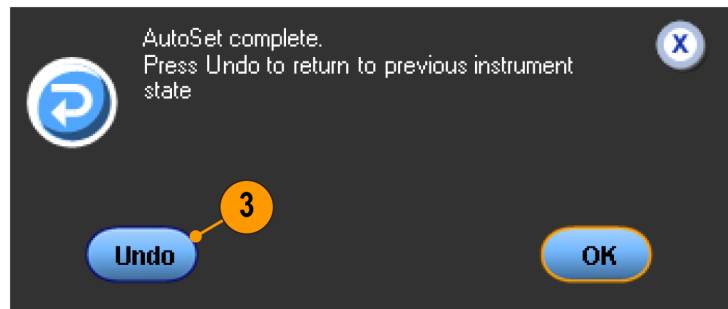 AutoSet complete.
X
Press Undo to return to previous instrument
state
3
Undo
OK